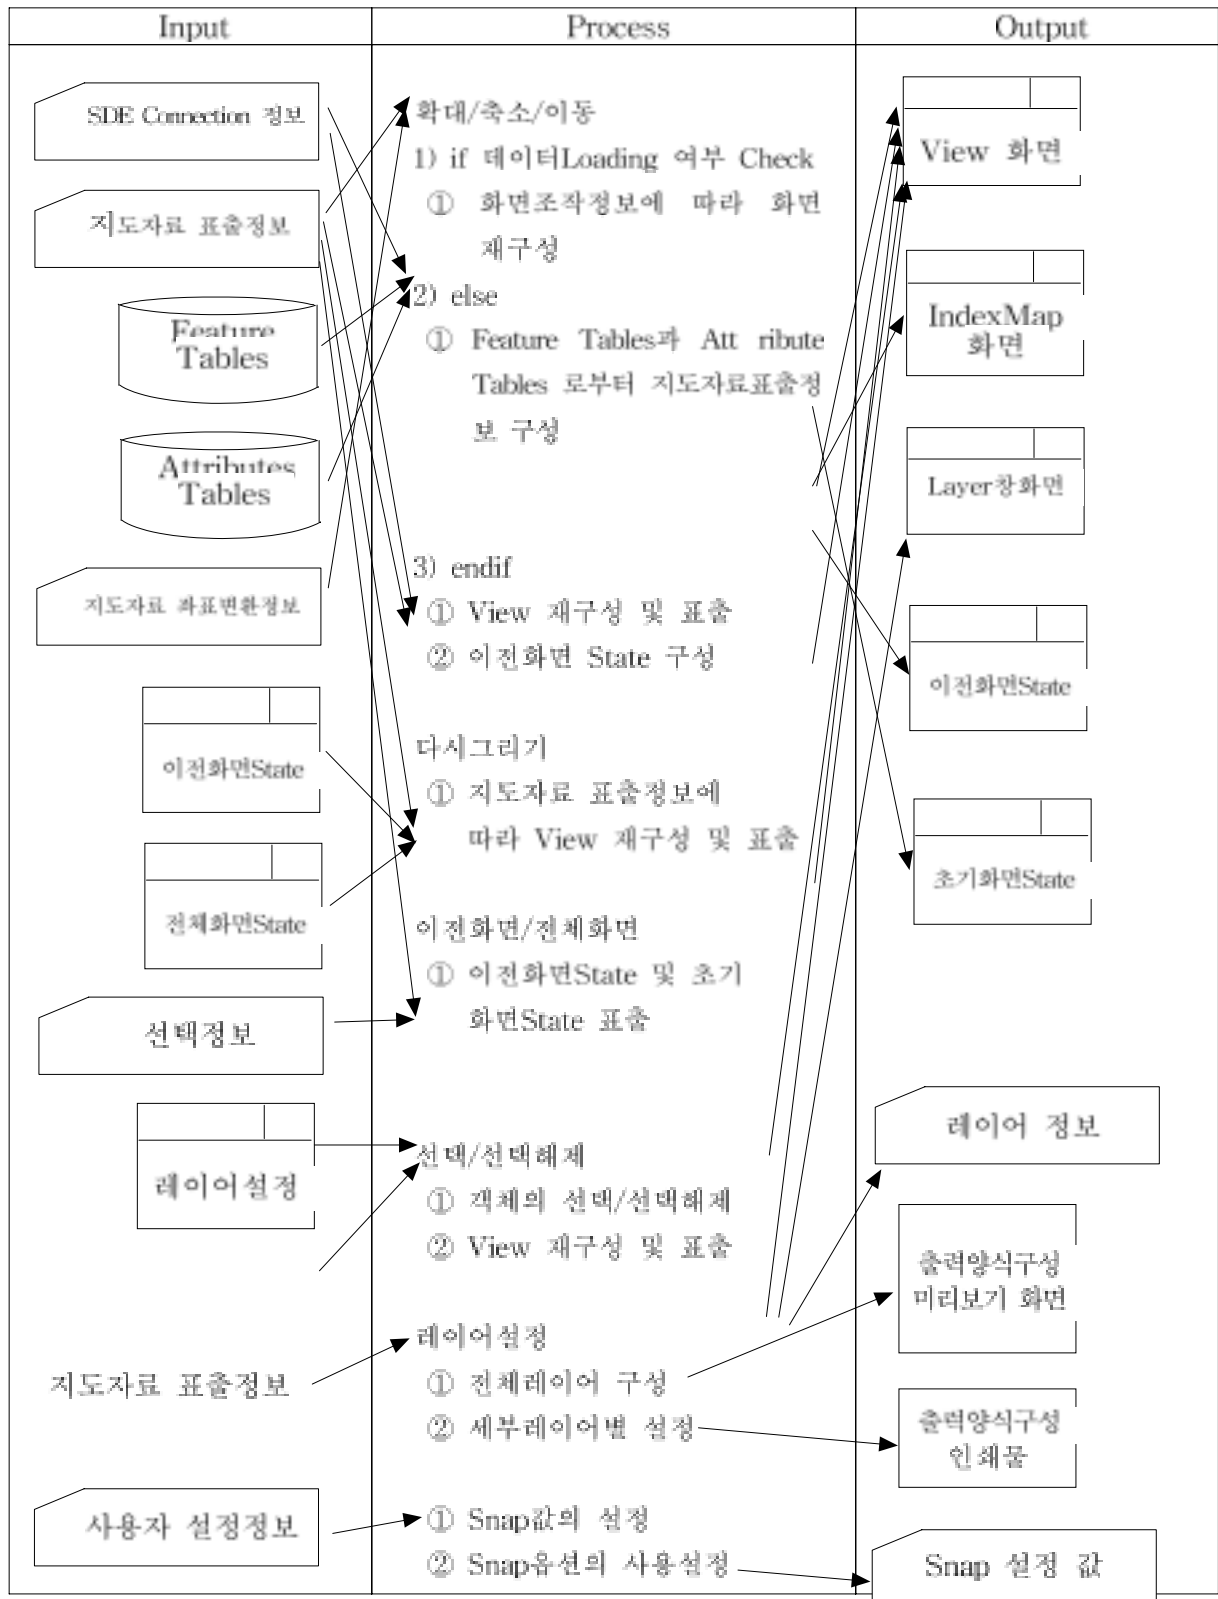 Input
Process
Output
SDE Connection 정보
지도자료 표출정보
Feature
Tables
Attributes
Tables
지도자료 좌표변환정보
이전화면State
전체화면State
선택정보
레이어설정
지도자료 표출정보
사용자 설정정보
확대/축소/이동
1) if 데이터Loading 여부 Check
① 화면조작정보에 따라 화면
재구성
2) else
① Feature Tables과 Att ribute
Tables 로부터 지도자료표출정
보 구성
3) endif
① View 재구성 및 표출
② 이전화면 State 구성
다시그리기
① 지도자료 표출정보에
따라 View 재구성 및 표출
이전화면/전체화면
① 이전화면State 및 초기
화면State 표출
선택/선택해제
① 객체의 선택/선택해제
② View 재구성 및 표출
레이어설정
① 전체레이어 구성
② 세부레이어별 설정
① Snap값의 설정
② Snap옵션의 사용설정
View 화면
IndexMap
화면
Layer창화면
이전화면State
초기화면State
레이어 정보
출력양식구성
미리보기 화면
출력양식구성
인쇄물
Snap 설정 값